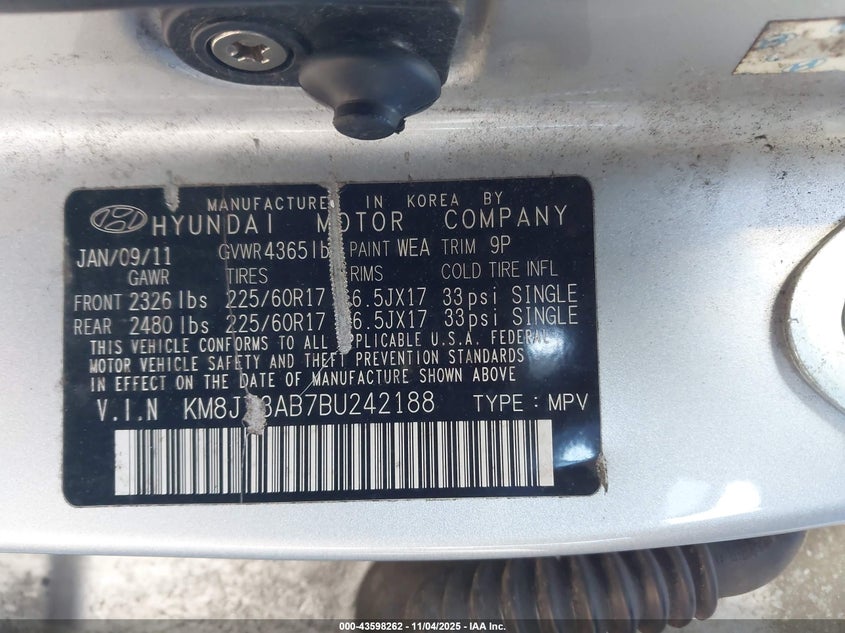 MANUFACTURE IN KOREA BY
HYUNDAI MOTOR COMPANY
JAN/09/11 GVWR 4365 lb PAINT WEA TRIM 9P
GAWR TIRES RIMS COLD TIRE INFL
FRONT 2326 lbs 225/60R17 6.5JX17 33psi SINGLE
REAR 2480 lbs 225/60R17 6.5JX17 33psi SINGLE
THIS VEHICLE CONFORMS TO ALL APPLICABLE U.S.A. FEDERAL
MOTOR VEHICLE SAFETY AND THEFT PREVENTION STANDARDS
IN EFFECT ON THE DATE OF MANUFACTURE SHOWN ABOVE
V.I.N TYPE : MPV
000-43598262 - 11/04/2025 - IAA Inc.